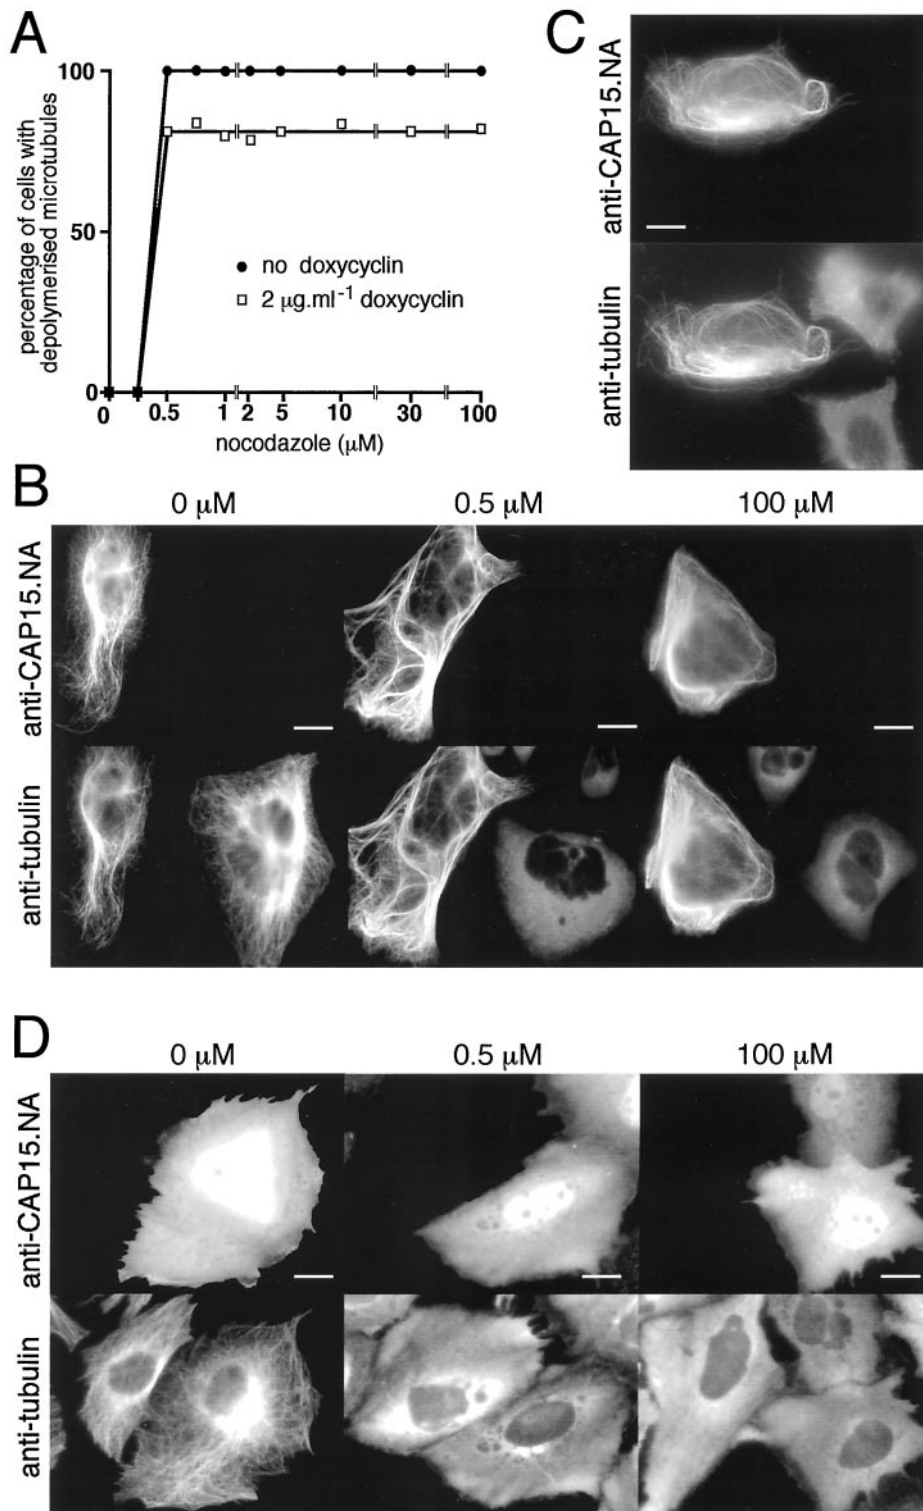 A
percentage of cells with
depolymerised microtubules
100
50
0
no doxycyclin
2 µg.ml-1 doxycyclin
0 0.5 1 2 5 10 30 100
nocodazole (µM)
C
anti-CAP15.NA
anti-tubulin
B
0 µM 0.5 µM 100 µM
anti-CAP15.NA
anti-tubulin
D
0 µM 0.5 µM 100 µM
anti-CAP15.NA
anti-tubulin